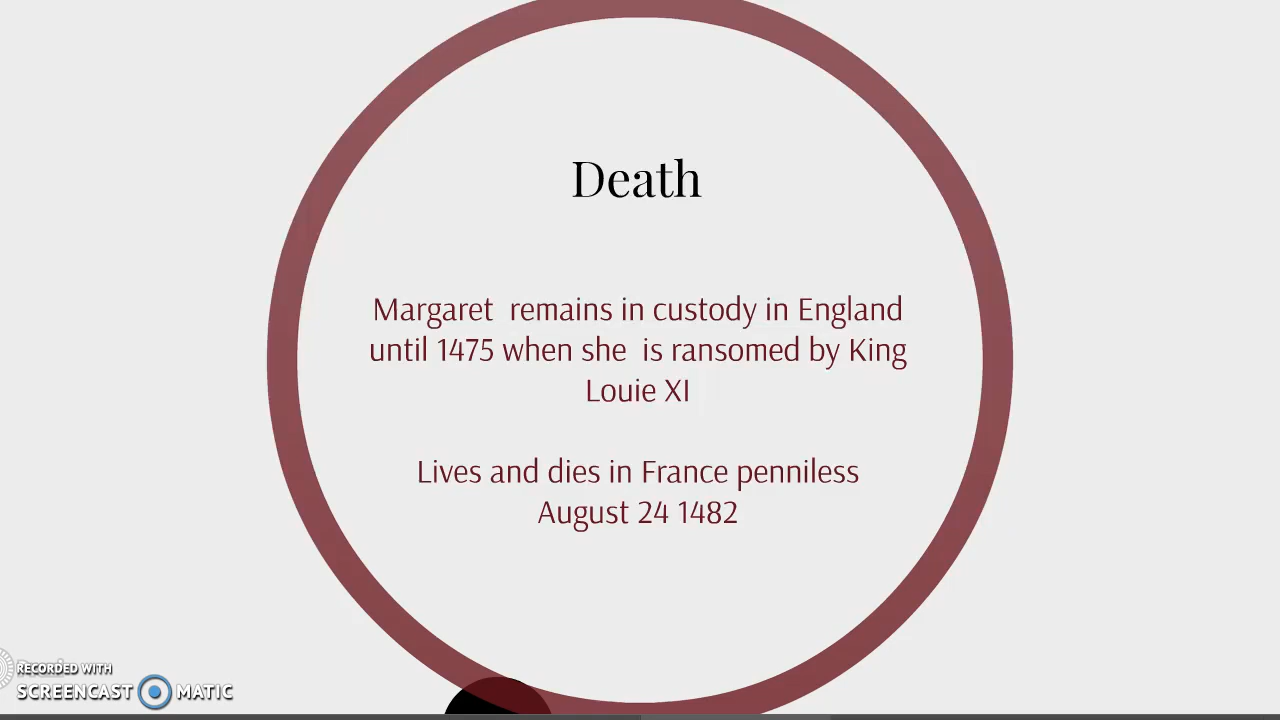 Death
Margaret remains in custody in England
until 1475 when she is ransomed by King
Louie XI
Lives and dies in France penniless
August 24 1482
RECORDED WITH
SCREENCAST MATIC